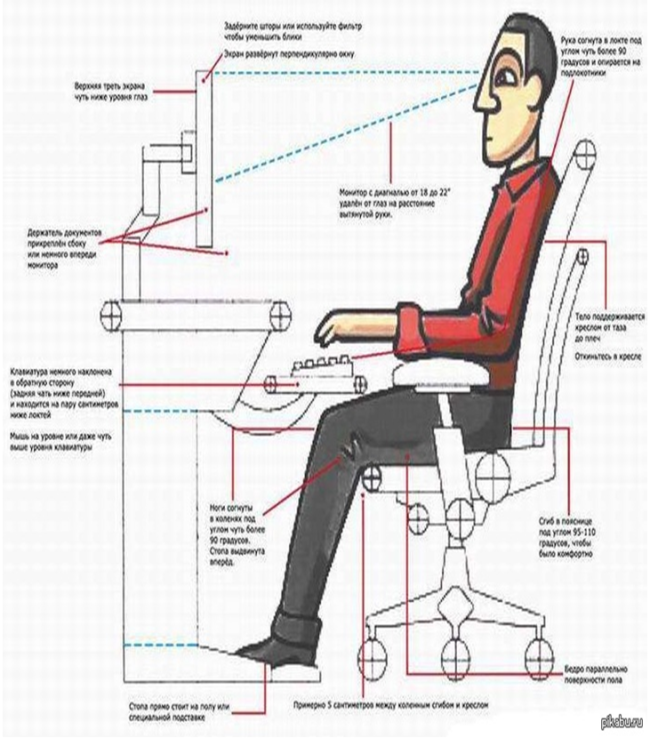 Задёрните шторы или используйте фильтр
чтобы уменьшить блики
Экран развёрнут перпендикулярно окну
Рука согнута в локте под
углом чуть более 90
градусов и опирается на
подлокотники
Верхняя треть экрана
чуть ниже уровня глаз
Монитор с диагналью от 18 до 22"
удалён от глаз на расстояние
вытянутой руки.
Держатель документов
прикреплён сбоку
или немного впереди
монитора
Тело поддерживается
креслом от таза
до плеч
Откиньтесь в кресле
Клавиатура немного наклонена
в обратную сторону
(задняя чать ниже передней)
и находится на пару сантиметров
ниже локтей
Мышь на уровне или даже чуть
выше уровня клавиатуры
Ноги согнуты
в коленях под
углом чуть более
90 градусов.
Стопа выдвинута
вперёд.
Сгиб в пояснице
под углом 95-110
градусов, чтобы
было комфортно
Бедро параллельно
поверхности пола
Стопа прямо стоит на полу или
специальной подставке
Примерно 5 сантиметров между коленным сгибом и креслом
pikabu.ru